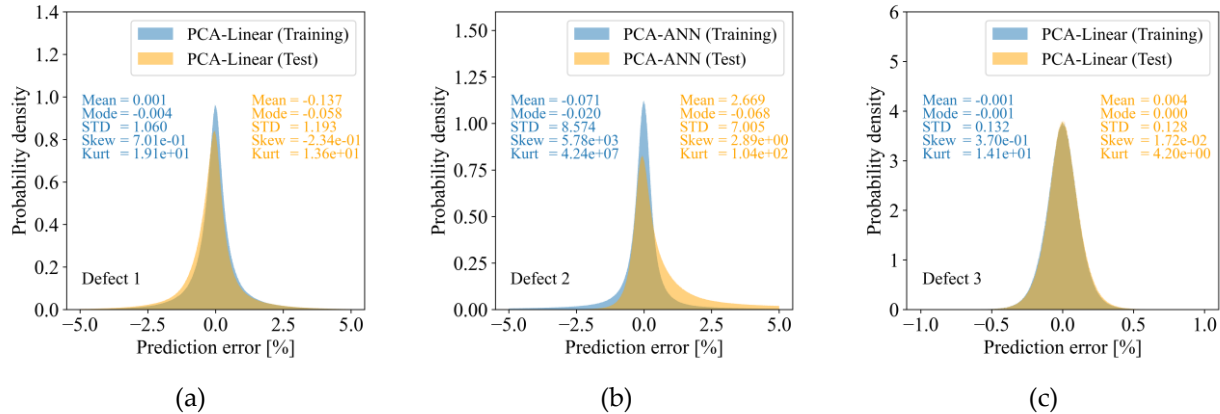 1.4
1.2
1.0
0.8
0.6
0.4
0.2
0.0
Probability density
PCA-Linear (Training)
PCA-Linear (Test)
Mean = 0.001
Mode = -0.004
STD = 1.060
Skew = 7.01e-01
Kurt = 1.91e+01
Mean = -0.137
Mode = -0.058
STD = 1.193
Skew = -2.34e-01
Kurt = 1.36e+01
Defect 1
−5.0 −2.5 0.0 2.5 5.0
Prediction error [%]
(a)
1.50
1.25
1.00
0.75
0.50
0.25
0.00
Probability density
PCA-ANN (Training)
PCA-ANN (Test)
Mean = -0.071
Mode = -0.020
STD = 8.574
Skew = 5.78e+03
Kurt = 4.24e+07
Mean = 2.669
Mode = -0.068
STD = 7.005
Skew = 2.89e+00
Kurt = 1.04e+02
Defect 2
−5.0 −2.5 0.0 2.5 5.0
Prediction error [%]
(b)
6
5
4
3
2
1
0
Probability density
PCA-Linear (Training)
PCA-Linear (Test)
Mean = -0.001
Mode = -0.001
STD = 0.132
Skew = 3.70e-01
Kurt = 1.41e+01
Mean = 0.004
Mode = 0.000
STD = 0.128
Skew = 1.72e-02
Kurt = 4.20e+00
Defect 3
−1.0 −0.5 0.0 0.5 1.0
Prediction error [%]
(c)